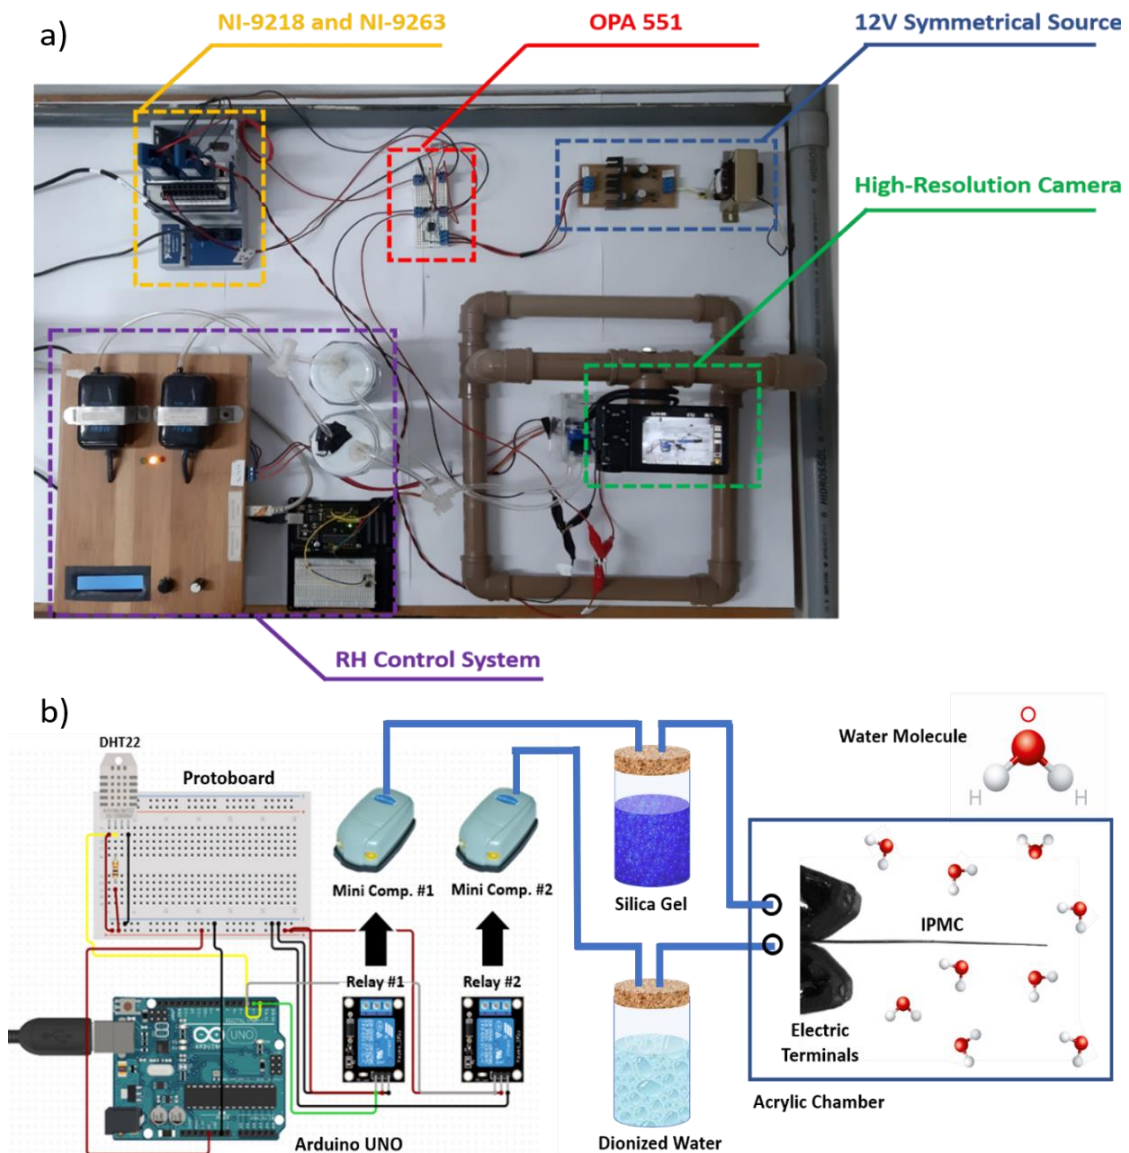 a)
NI-9218 and NI-9263
OPA 551
12V Symmetrical Source
High-Resolution Camera
RH Control System
b)
DHT22
Protoboard
Mini Comp. #1
Mini Comp. #2
Relay #1
Relay #2
Arduino UNO
UNO
Silica Gel
Dionized Water
Water Molecule
O
H
H
IPMC
Electric
Terminals
Acrylic Chamber